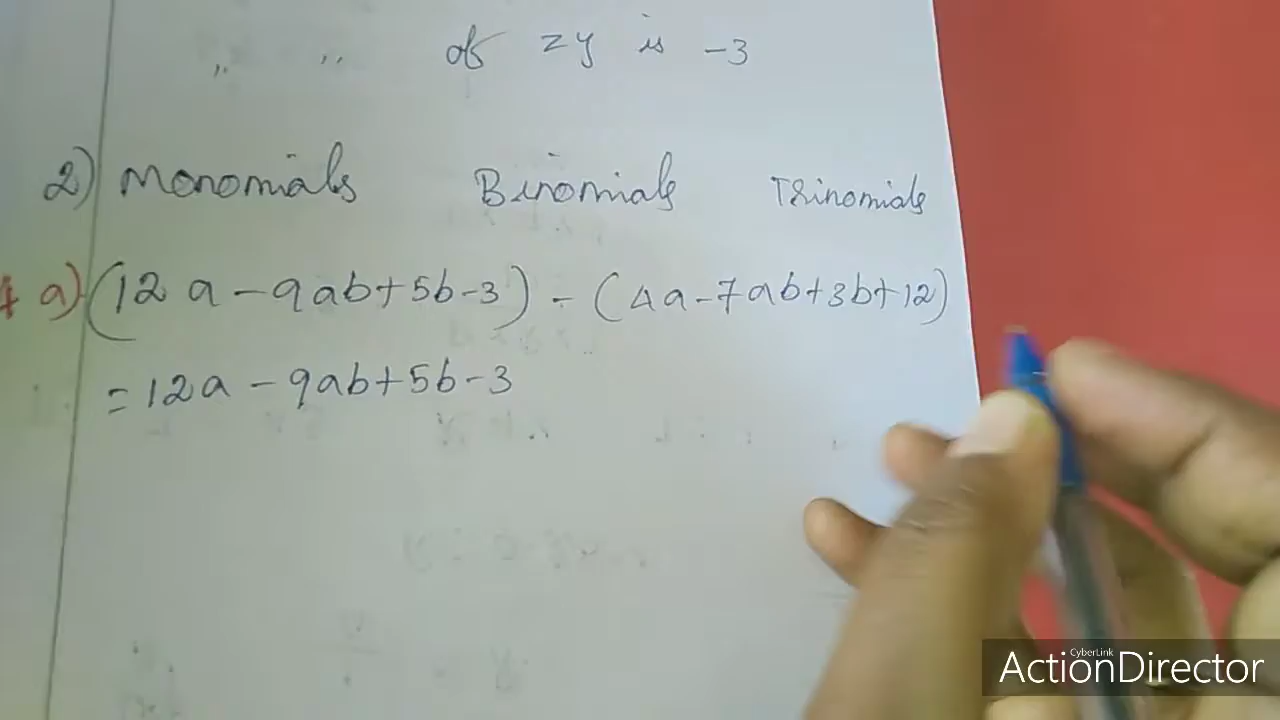 ,, ,, of zy is -3
2) Monomials Binomials Trinomials
4 a) (12a - 9ab + 5b - 3) - (4a - 7ab + 3b + 12)
= 12a - 9ab + 5b - 3
CyberLink
ActionDirector